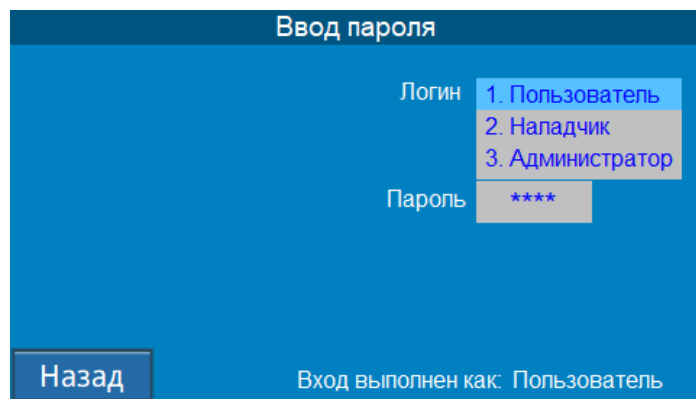 Ввод пароля
Логин
1. Пользователь
2. Наладчик
3. Администратор
Пароль ****
Назад
Вход выполнен как: Пользователь